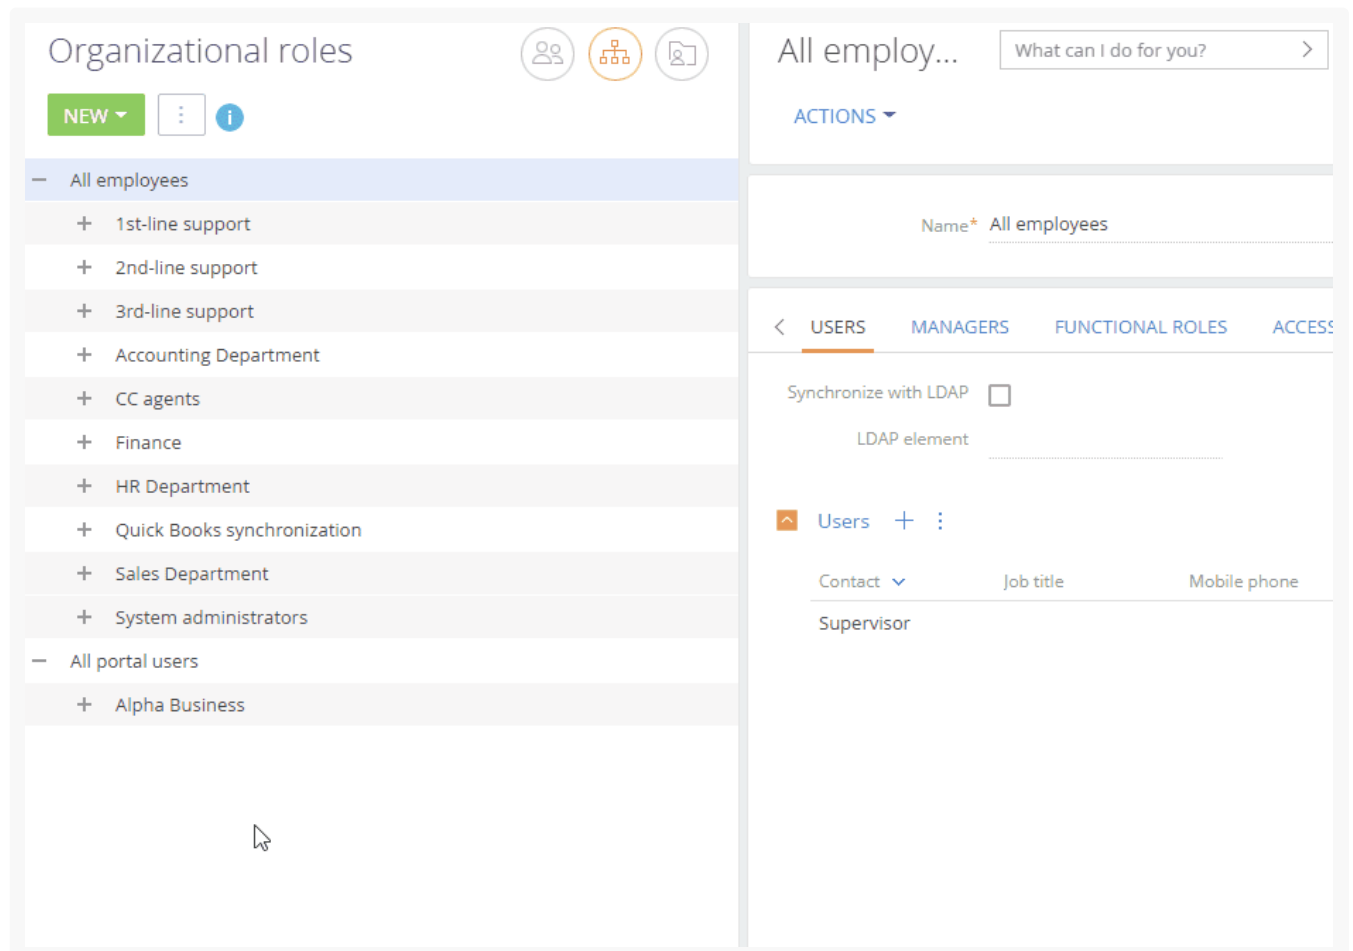 Organizational roles
NEW
i
All employees
1st-line support
2nd-line support
3rd-line support
Accounting Department
CC agents
Finance
HR Department
Quick Books synchronization
Sales Department
System administrators
All portal users
Alpha Business
All employ...
What can I do for you?
ACTIONS
Name* All employees
USERS MANAGERS FUNCTIONAL ROLES ACCESS
Synchronize with LDAP
LDAP element
Users
Contact Job title Mobile phone
Supervisor